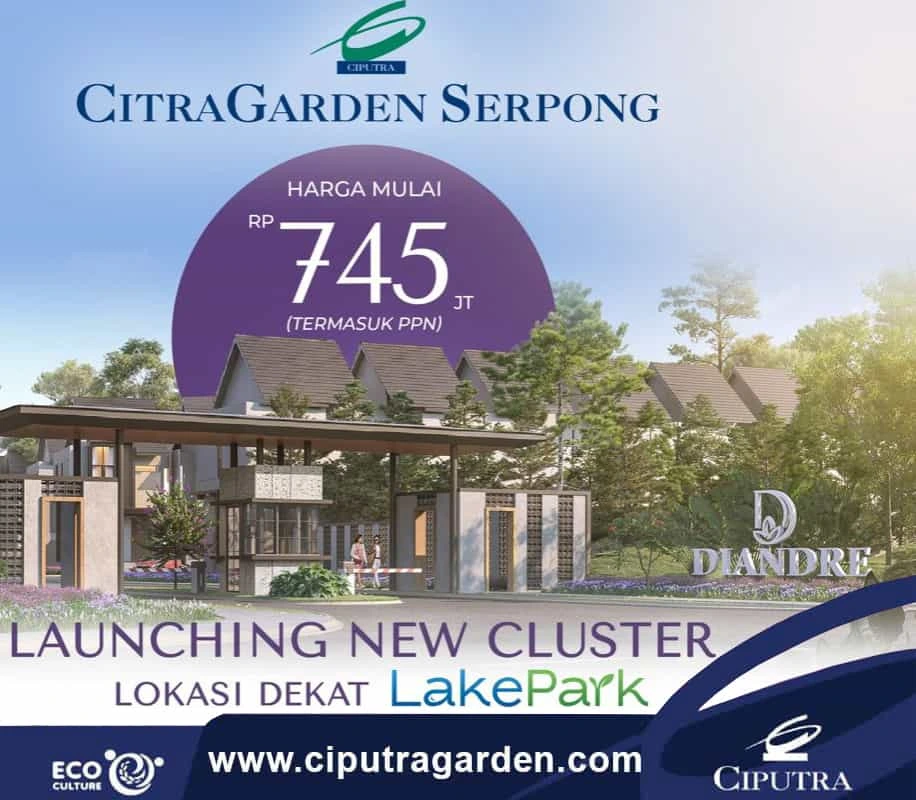 CIPUTRA
CITRAGARDEN SERPONG
HARGA MULAI
RP 745 JT
(TERMASUK PPN)
D
DIANDRE
LAUNCHING NEW CLUSTER
LOKASI DEKAT LakePark
ECO
CULTURE
www.ciputragarden.com
CIPUTRA